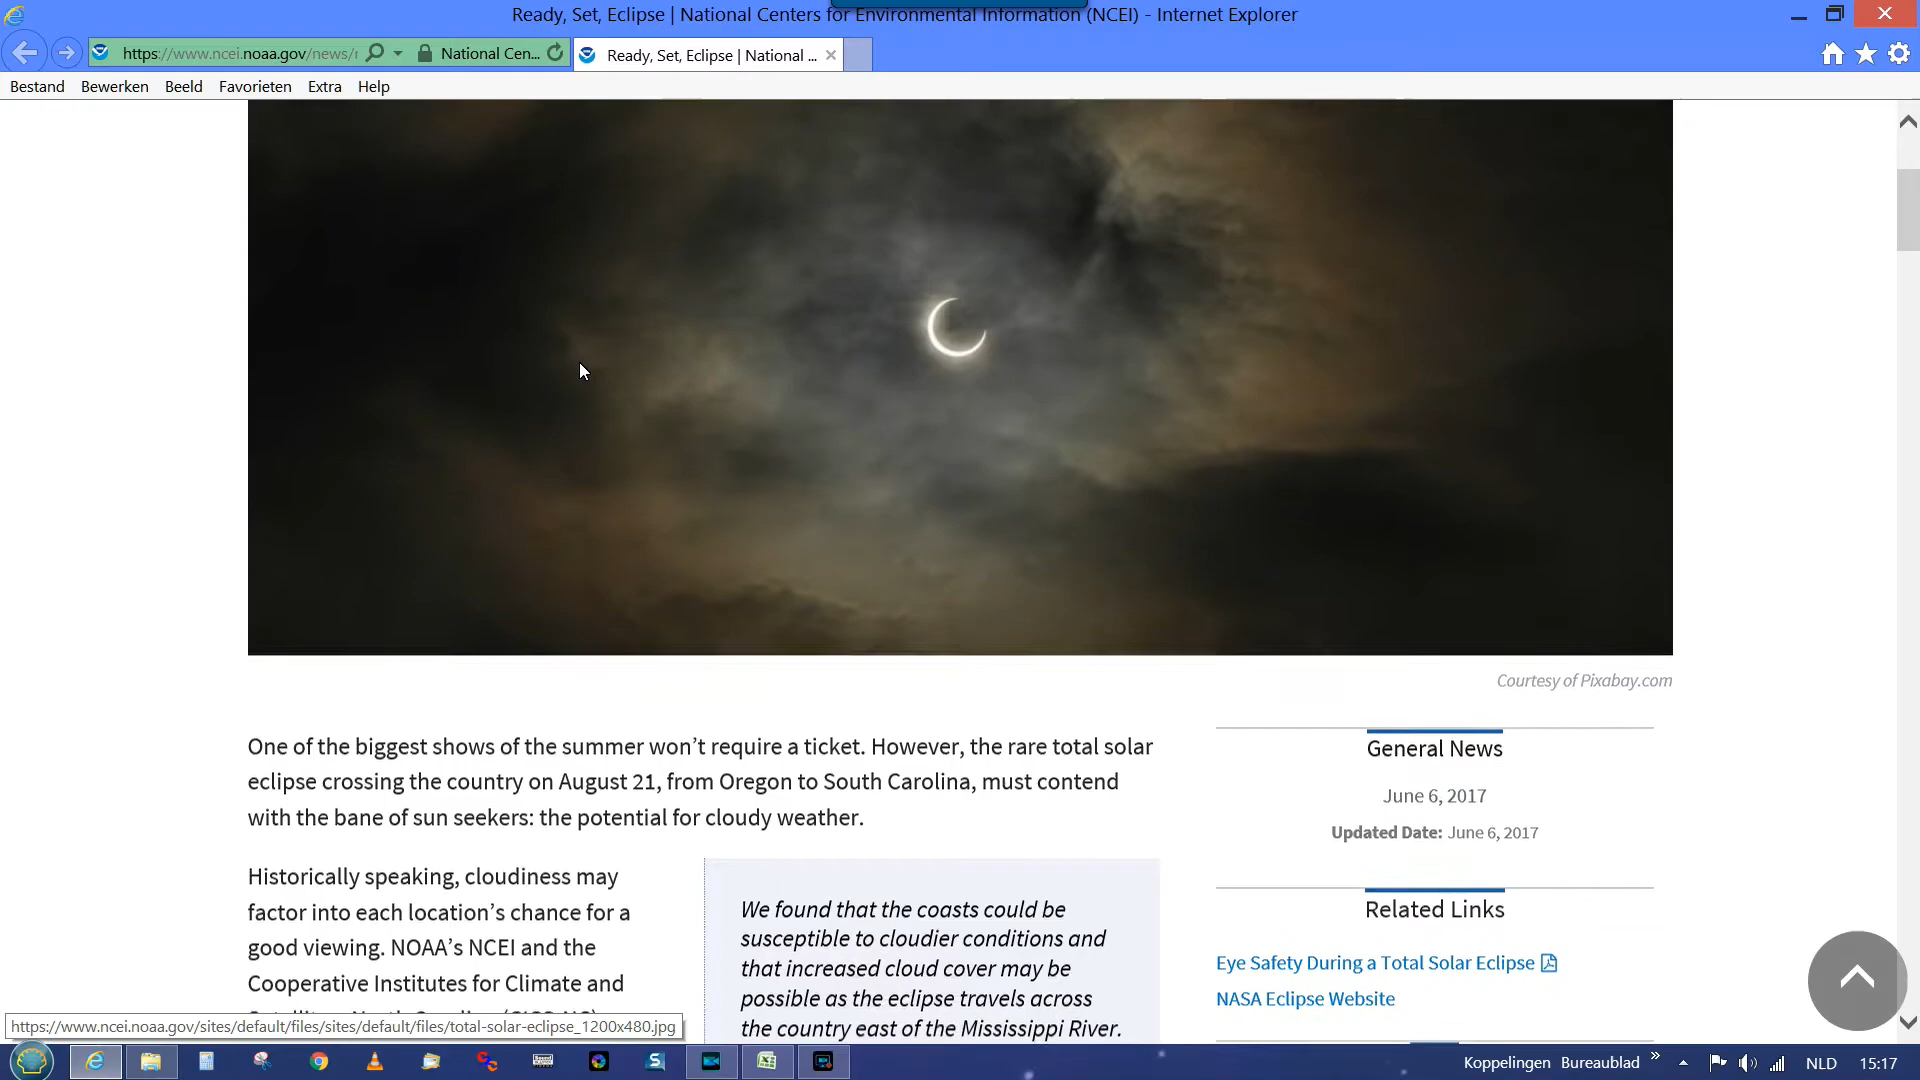 Ready, Set, Eclipse | National Centers for Environmental Information (NCEI) - Internet Explorer
https://www.ncei.noaa.gov/news/
National Cen...
Ready, Set, Eclipse | National ...
Bestand Bewerken Beeld Favorieten Extra Help
Courtesy of Pixabay.com
One of the biggest shows of the summer won’t require a ticket. However, the rare total solar
eclipse crossing the country on August 21, from Oregon to South Carolina, must contend
with the bane of sun seekers: the potential for cloudy weather.
Historically speaking, cloudiness may
factor into each location’s chance for a
good viewing. NOAA’s NCEI and the
Cooperative Institutes for Climate and
We found that the coasts could be
susceptible to cloudier conditions and
that increased cloud cover may be
possible as the eclipse travels across
the country east of the Mississippi River.
General News
June 6, 2017
Updated Date: June 6, 2017
Related Links
Eye Safety During a Total Solar Eclipse
NASA Eclipse Website
https://www.ncei.noaa.gov/sites/default/files/sites/default/files/total-solar-eclipse_1200x480.jpg
Koppelingen Bureaublad NLD 15:17